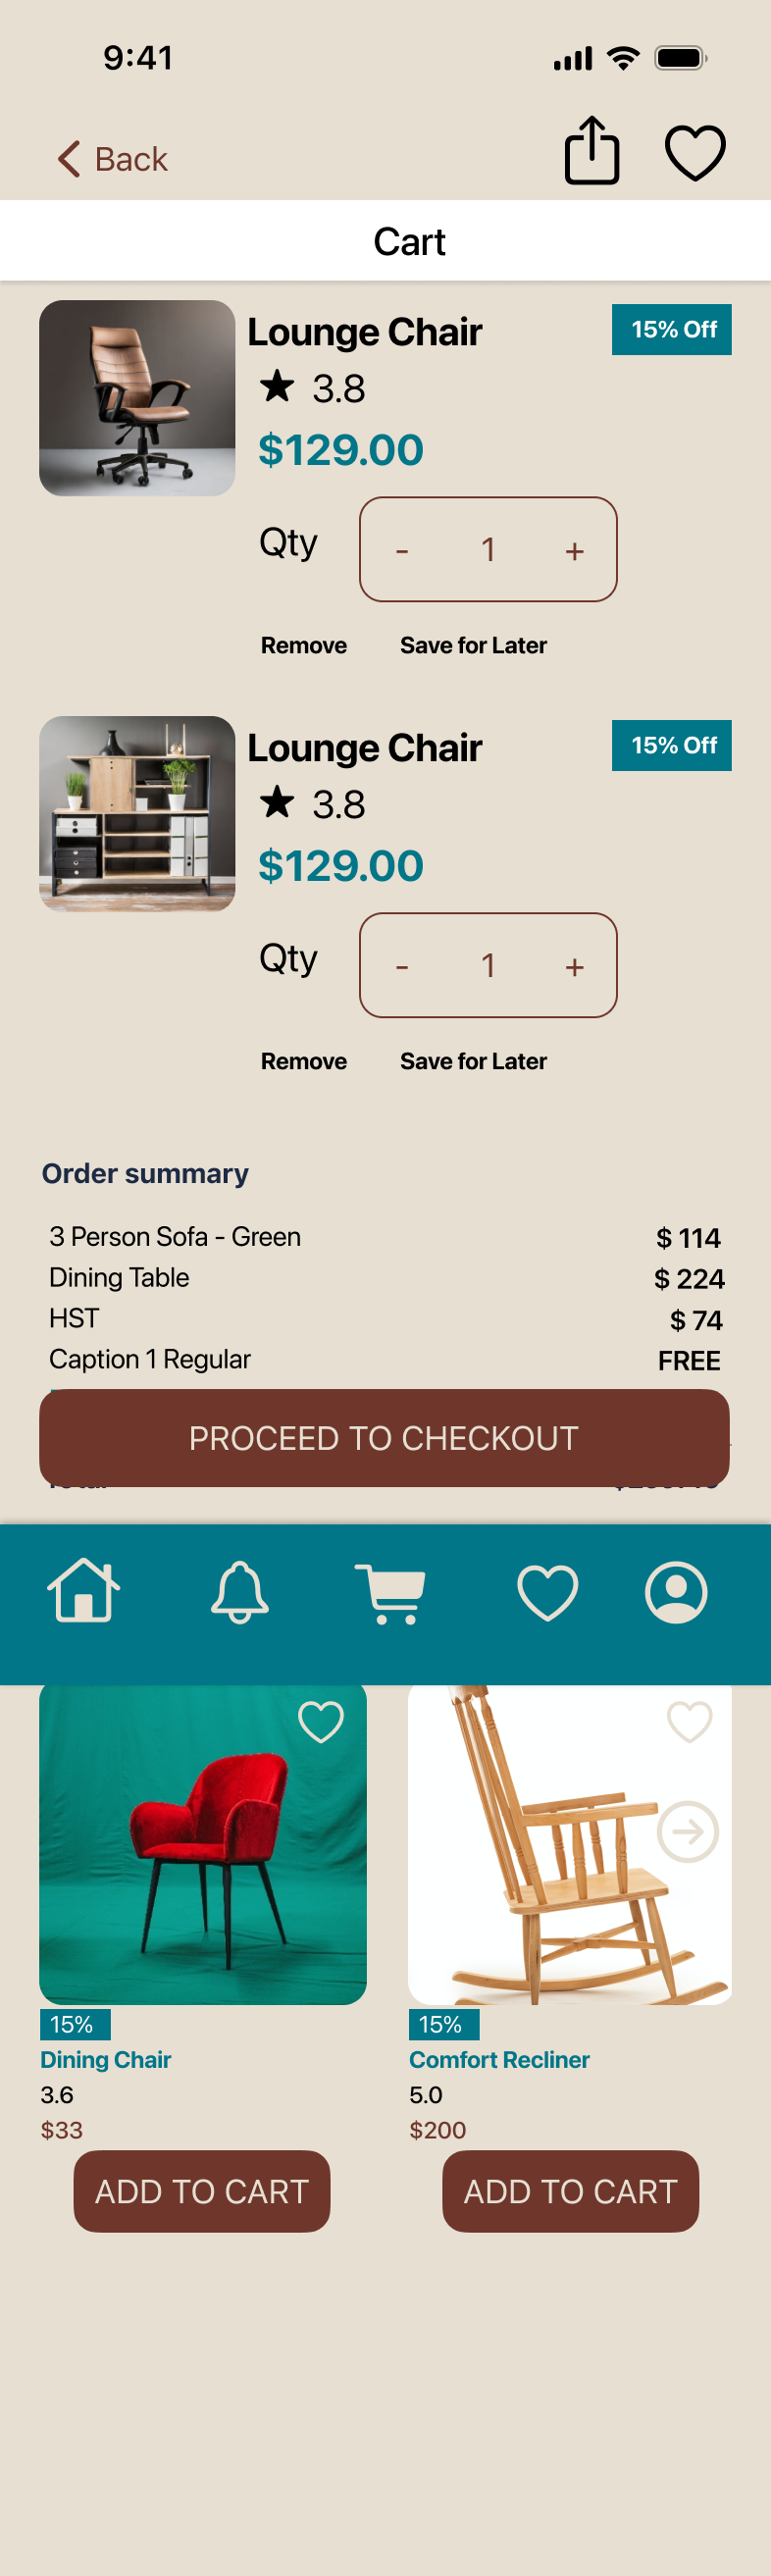 9:41
Back
Cart
Lounge Chair
15% Off
3.8
$129.00
Qty
- 1 +
Remove Save for Later
Lounge Chair
15% Off
3.8
$129.00
Qty
- 1 +
Remove Save for Later
Order summary
3 Person Sofa - Green $ 114
Dining Table $ 224
HST $ 74
Caption 1 Regular FREE
PROCEED TO CHECKOUT
15% 15%
Dining Chair Comfort Recliner
3.6 5.0
$33 $200
ADD TO CART ADD TO CART